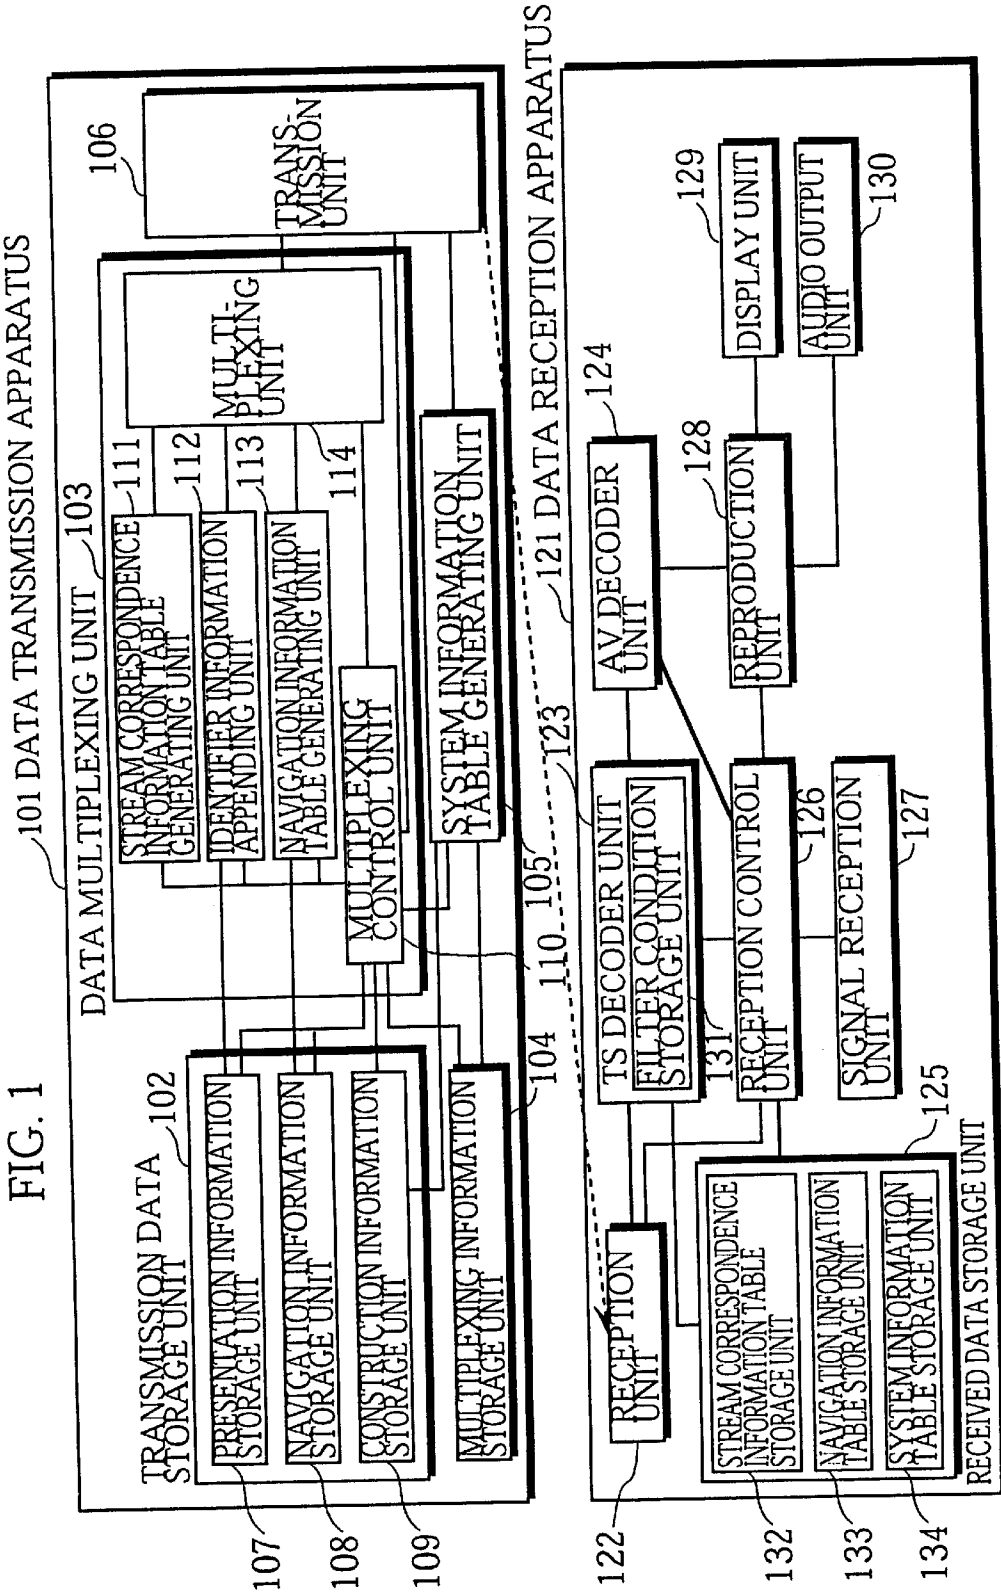 FIG. 1
101 DATA TRANSMISSION APPARATUS
TRANSMISSION DATA
STORAGE UNIT
102
107
PRESENTATION INFORMATION
STORAGE UNIT
108
NAVIGATION INFORMATION
STORAGE UNIT
109
CONSTRUCTION INFORMATION
STORAGE UNIT
MULTIPLEXING INFORMATION
STORAGE UNIT
104
DATA MULTIPLEXING UNIT
103
STREAM CORRESPONDENCE
INFORMATION TABLE
GENERATING UNIT
111
IDENTIFIER INFORMATION
APPENDING UNIT
112
NAVIGATION INFORMATION
TABLE GENERATING UNIT
113
MULTIPLEXING
CONTROL UNIT
110
MULTI-
PLEXING
UNIT
114
SYSTEM INFORMATION
TABLE GENERATING UNIT
105
106
TRANS-
MISSION
UNIT
121 DATA RECEPTION APPARATUS
122
RECEPTION
UNIT
123
TS DECODER UNIT
FILTER CONDITION
STORAGE UNIT
131
124
AV DECODER
UNIT
RECEPTION CONTROL
UNIT
126
SIGNAL RECEPTION
UNIT
127
128
REPRODUCTION
UNIT
129
DISPLAY UNIT
AUDIO OUTPUT
UNIT
130
125
132
STREAM CORRESPONDENCE
INFORMATION TABLE
STORAGE UNIT
133
NAVIGATION INFORMATION
TABLE STORAGE UNIT
134
SYSTEM INFORMATION
TABLE STORAGE UNIT
RECEIVED DATA STORAGE UNIT